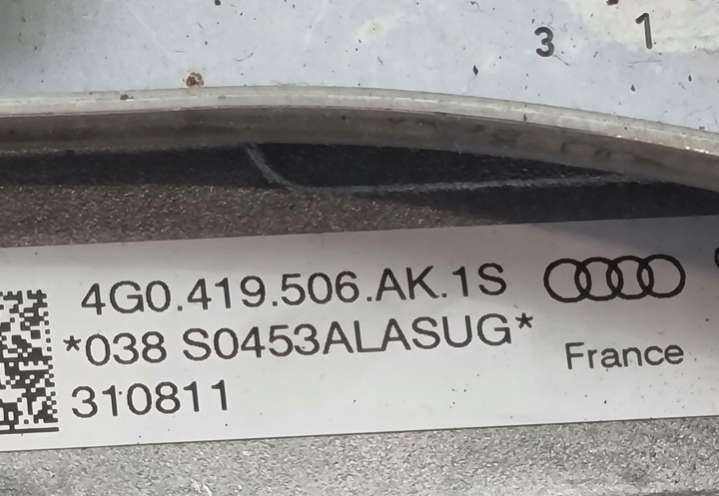 3 1
4G0.419.506.AK.1S
*038 S0453ALASUG*
France
310811